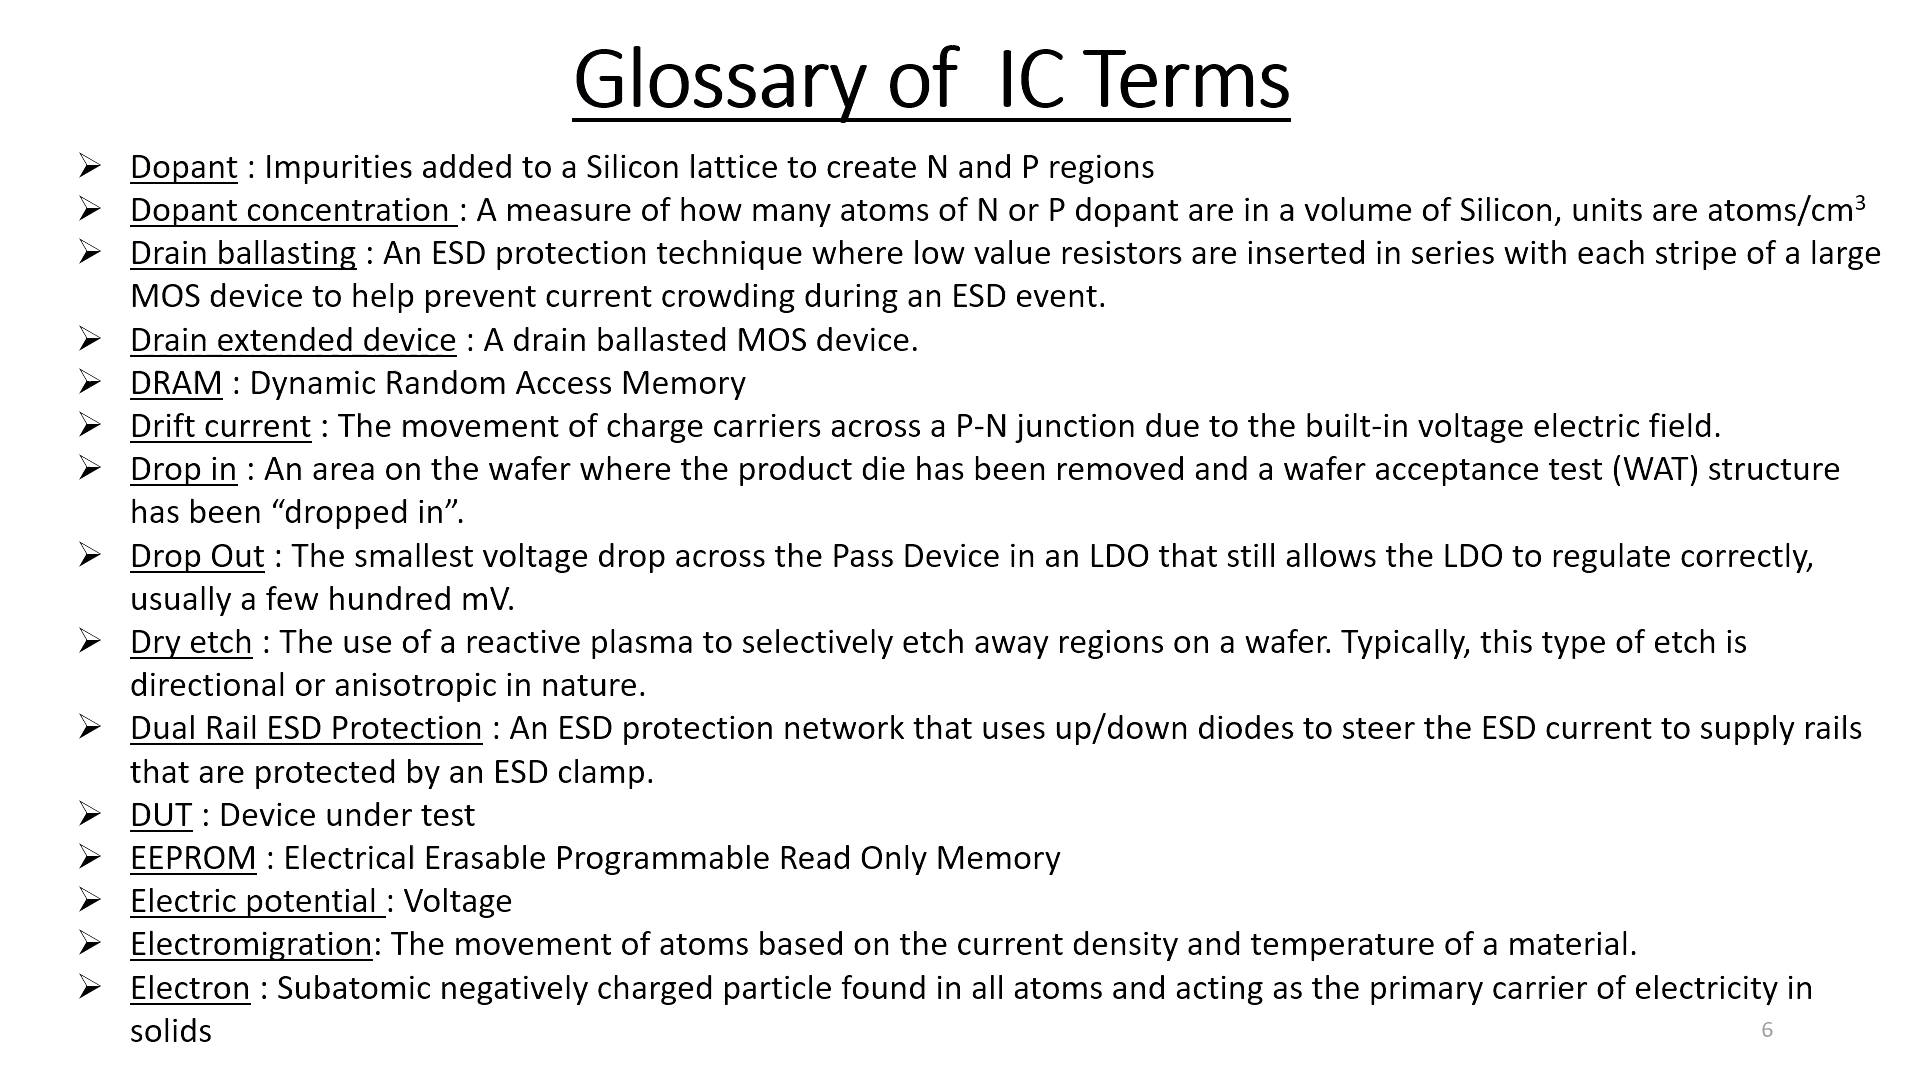 Glossary of  IC Terms
➢ Dopant : Impurities added to a Silicon lattice to create N and P regions
➢ Dopant concentration : A measure of how many atoms of N or P dopant are in a volume of Silicon, units are atoms/cm³
➢ Drain ballasting : An ESD protection technique where low value resistors are inserted in series with each stripe of a large
MOS device to help prevent current crowding during an ESD event.
➢ Drain extended device : A drain ballasted MOS device.
➢ DRAM : Dynamic Random Access Memory
➢ Drift current : The movement of charge carriers across a P-N junction due to the built-in voltage electric field.
➢ Drop in : An area on the wafer where the product die has been removed and a wafer acceptance test (WAT) structure
has been “dropped in”.
➢ Drop Out : The smallest voltage drop across the Pass Device in an LDO that still allows the LDO to regulate correctly,
usually a few hundred mV.
➢ Dry etch : The use of a reactive plasma to selectively etch away regions on a wafer. Typically, this type of etch is
directional or anisotropic in nature.
➢ Dual Rail ESD Protection : An ESD protection network that uses up/down diodes to steer the ESD current to supply rails
that are protected by an ESD clamp.
➢ DUT : Device under test
➢ EEPROM : Electrical Erasable Programmable Read Only Memory
➢ Electric potential : Voltage
➢ Electromigration: The movement of atoms based on the current density and temperature of a material.
➢ Electron : Subatomic negatively charged particle found in all atoms and acting as the primary carrier of electricity in
solids
6